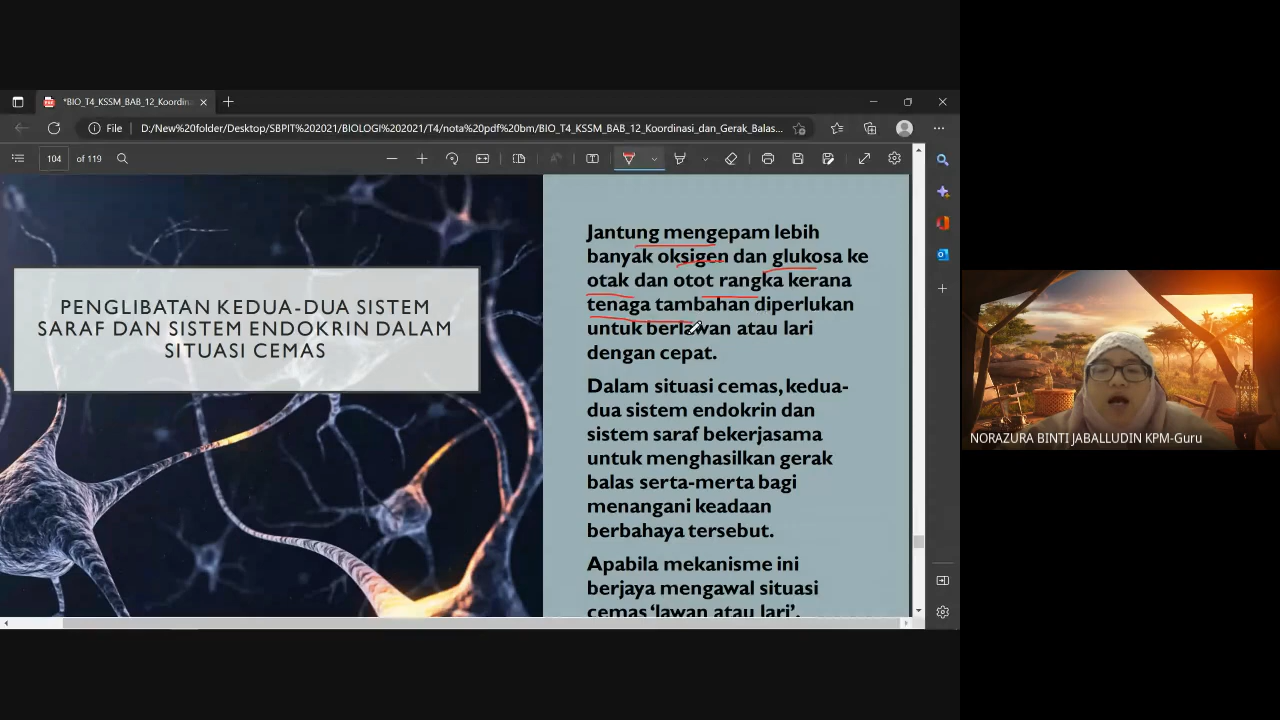 *BIO_T4_KSSM_BAB_12_Koordina
File
D:/New%20folder/Desktop/SBPIT%202021/BIOLOGI%202021/T4/nota%20pdf%20bm/BIO_T4_KSSM_BAB_12_Koordinasi_dan_Gerak_Balas...
104 of 119
PENGLIBATAN KEDUA-DUA SISTEM
SARAF DAN SISTEM ENDOKRIN DALAM
SITUASI CEMAS
Jantung mengepam lebih
banyak oksigen dan glukosa ke
otak dan otot rangka kerana
tenaga tambahan diperlukan
untuk berlawan atau lari
dengan cepat.
Dalam situasi cemas, kedua-
dua sistem endokrin dan
sistem saraf bekerjasama
untuk menghasilkan gerak
balas serta-merta bagi
menangani keadaan
berbahaya tersebut.
Apabila mekanisme ini
berjaya mengawal situasi
cemas ‘lawan atau lari’,
NORAZURA BINTI JABALLUDIN KPM-Guru